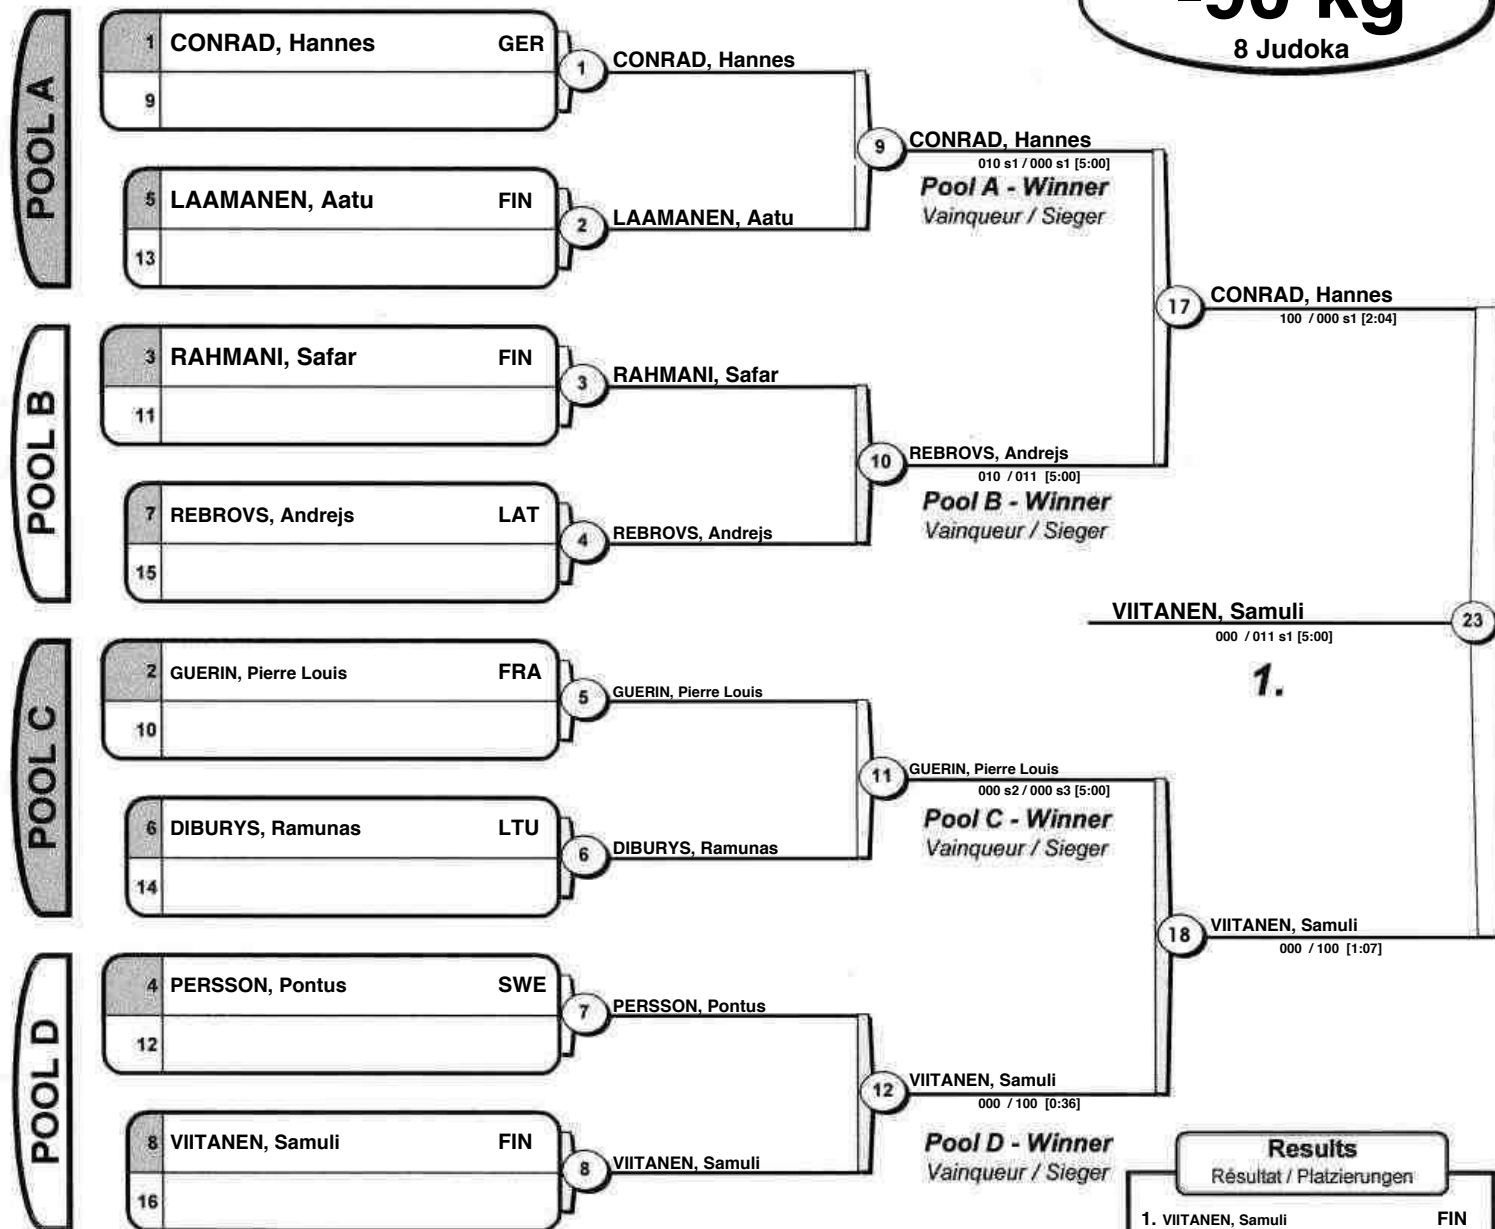 -90 kg
8 Judoka
POOL A
1 CONRAD, Hannes GER
9
5 LAAMANEN, Aatu FIN
13
1 CONRAD, Hannes
2 LAAMANEN, Aatu
9 CONRAD, Hannes
010 s1 / 000 s1 [5:00]
Pool A - Winner
Vainqueur / Sieger
POOL B
3 RAHMANI, Safar FIN
11
7 REBROVS, Andrejs LAT
15
3 RAHMANI, Safar
4 REBROVS, Andrejs
10 REBROVS, Andrejs
010 / 011 [5:00]
Pool B - Winner
Vainqueur / Sieger
17 CONRAD, Hannes
100 / 000 s1 [2:04]
POOL C
2 GUERIN, Pierre Louis FRA
10
6 DIBURYS, Ramunas LTU
14
5 GUERIN, Pierre Louis
6 DIBURYS, Ramunas
11 GUERIN, Pierre Louis
000 s2 / 000 s3 [5:00]
Pool C - Winner
Vainqueur / Sieger
POOL D
4 PERSSON, Pontus SWE
12
8 VIITANEN, Samuli FIN
16
7 PERSSON, Pontus
8 VIITANEN, Samuli
12 VIITANEN, Samuli
000 / 100 [0:36]
Pool D - Winner
Vainqueur / Sieger
18 VIITANEN, Samuli
000 / 100 [1:07]
VIITANEN, Samuli 23
000 / 011 s1 [5:00]
1.
Results
Résultat / Platzierungen
1. VIITANEN, Samuli FIN